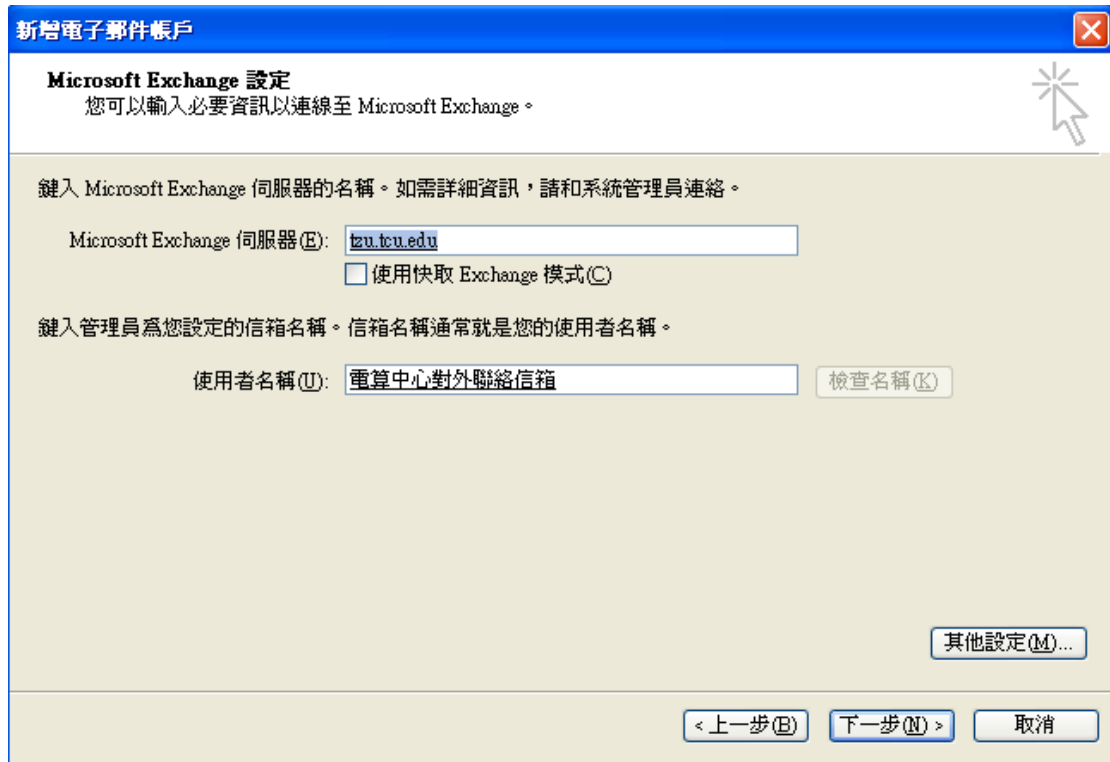 新增電子郵件帳戶
Microsoft Exchange 設定
您可以輸入必要資訊以連線至 Microsoft Exchange。
鍵入 Microsoft Exchange 伺服器的名稱。如需詳細資訊，請和系統管理員連絡。
Microsoft Exchange 伺服器(E): tzu.tcu.edu
使用快取 Exchange 模式(C)
鍵入管理員為您設定的信箱名稱。信箱名稱通常就是您的使用者名稱。
使用者名稱(U): 電算中心對外聯絡信箱 檢查名稱(K)
其他設定(M)...
< 上一步(B) 下一步(N) > 取消